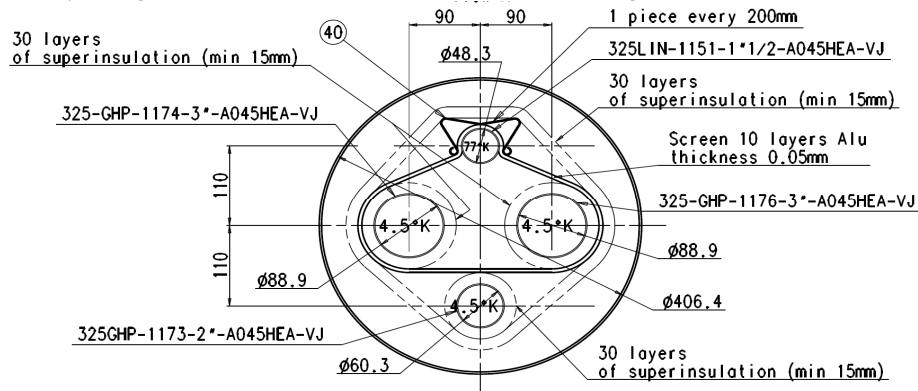 90
90
1 piece every 200mm
30 layers
of superinsulation (min 15mm)
40
Ø48.3
325LIN-1151-1"1/2-A045HEA-VJ
30 layers
of superinsulation (min 15mm)
325-GHP-1174-3"-A045HEA-VJ
77°K
Screen 10 layers Alu
thickness 0.05mm
110
325-GHP-1176-3"-A045HEA-VJ
4.5°K
4.5°K
110
Ø88.9
Ø88.9
Ø406.4
4.5°K
325GHP-1173-2"-A045HEA-VJ
Ø60.3
30 layers
of superinsulation (min 15mm)